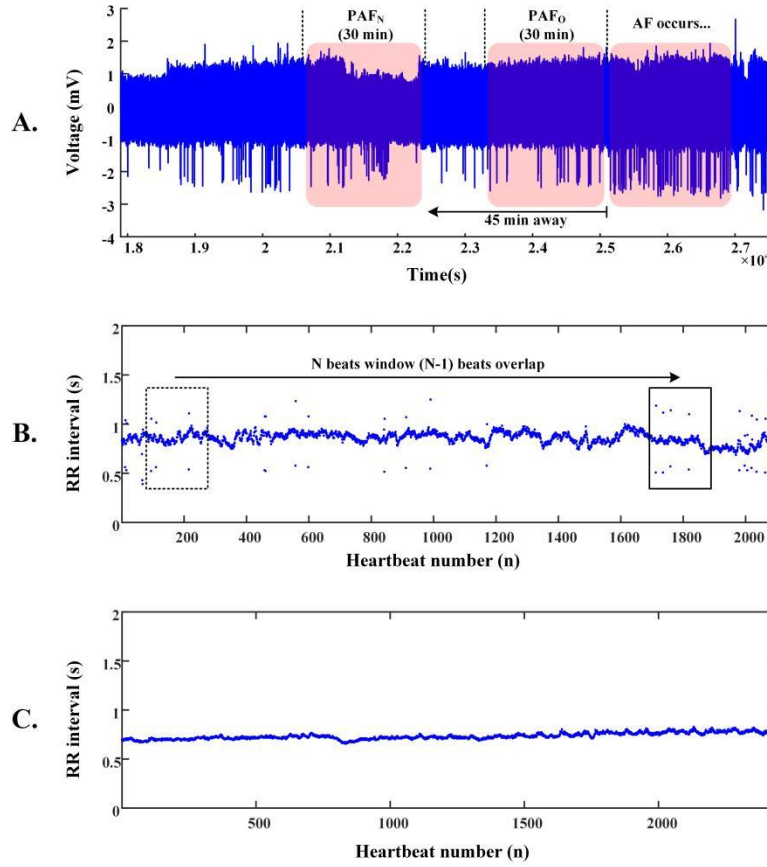 PAF_N
(30 min)
PAF_O
(30 min)
AF occurs...
A.
Voltage (mV)
4
3
2
1
0
-1
-2
-3
-4
45 min away
1.8 1.9 2 2.1 2.2 2.3 2.4 2.5 2.6 2.7
×10
Time(s)
B.
RR interval (s)
2
1.5
1
0.5
0
N beats window (N-1) beats overlap
200 400 600 800 1000 1200 1400 1600 1800 2000
Heartbeat number (n)
C.
RR interval (s)
2
1.5
1
0.5
0
500 1000 1500 2000
Heartbeat number (n)